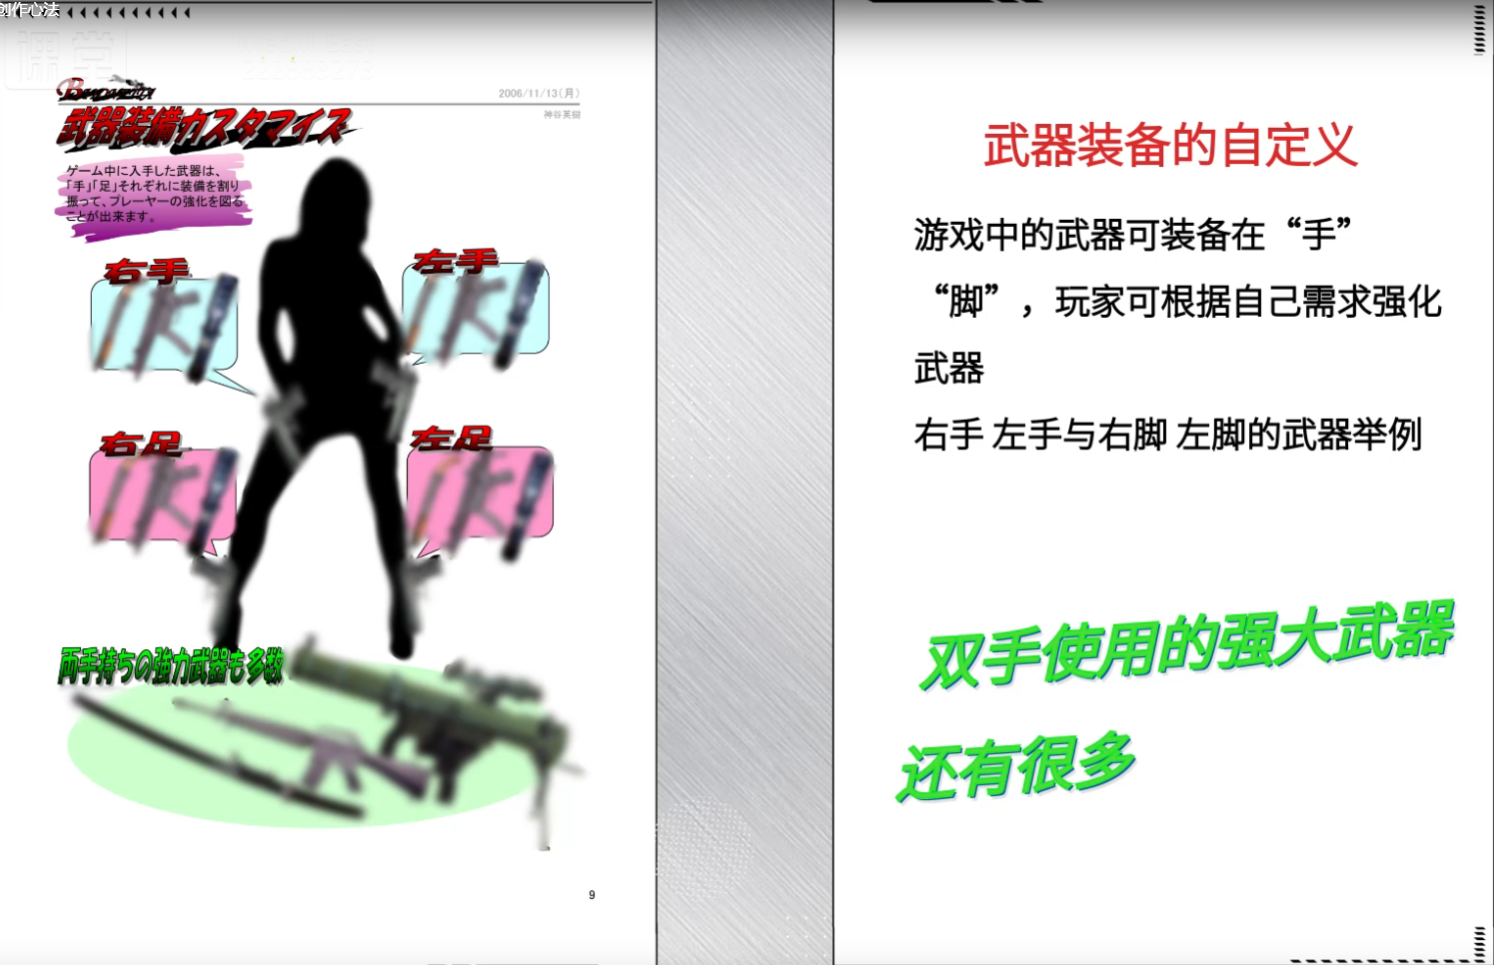 创作心法
课堂
2006/11/13(月)
神谷英樹
武器装備カスタマイズ
ゲーム中に入手した武器は、
「手」「足」それぞれに装備を割り
振って、プレーヤーの強化を図る
ことが出来ます。
右手
左手
右足
左足
両手持ちの強力武器も多数
9
武器装备的自定义
游戏中的武器可装备在“手”
“脚”，玩家可根据自己需求强化
武器
右手 左手与右脚 左脚的武器举例
双手使用的强大武器
还有很多